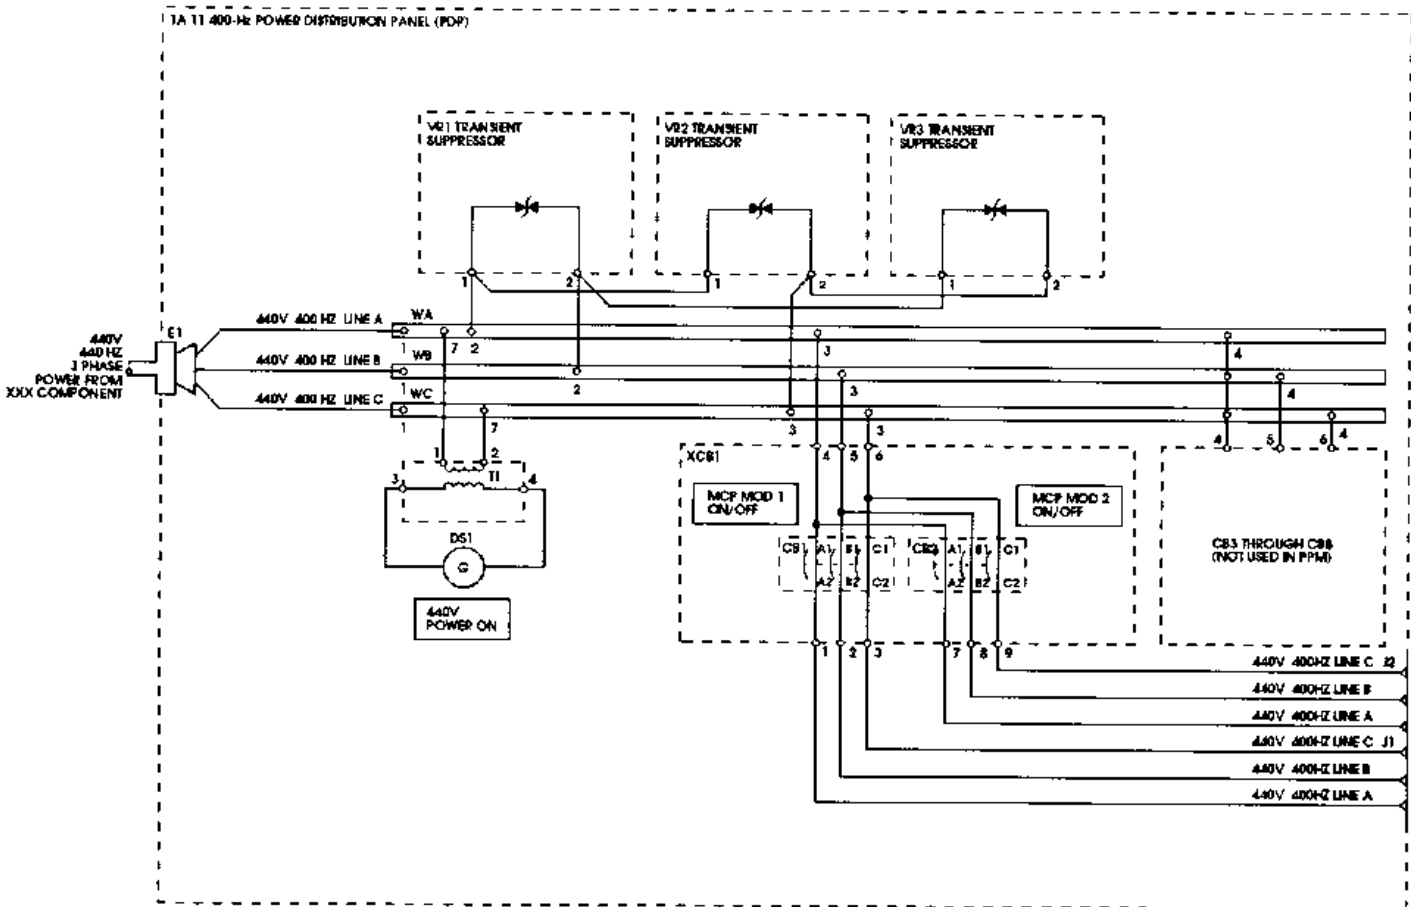 1A 11 400-Hz POWER DISTRIBUTION PANEL (PDP)
VR1 TRANSIENT
SUPPRESSOR
VR2 TRANSIENT
SUPPRESSOR
VR3 TRANSIENT
SUPPRESSOR
1
2
1
2
1
2
440V
440 HZ
3 PHASE
POWER FROM
XXX COMPONENT
E1
440V 400 HZ LINE A
WA
1
7
2
3
4
440V 400 HZ LINE B
WB
1
2
3
4
440V 400 HZ LINE C
WC
1
7
3
3
4
1
2
T1
3
4
DS1
G
440V
POWER ON
XCB1
4
5
6
MCP MOD 1
ON/OFF
MCP MOD 2
ON/OFF
CB1
A1
B1
C1
A2
B2
C2
CB2
A1
B1
C1
A2
B2
C2
1
2
3
7
8
9
4
5
6
CB3 THROUGH CB8
(NOT USED IN PPM)
440V 400HZ LINE C J2
440V 400HZ LINE B
440V 400HZ LINE A
440V 400HZ LINE C J1
440V 400HZ LINE B
440V 400HZ LINE A